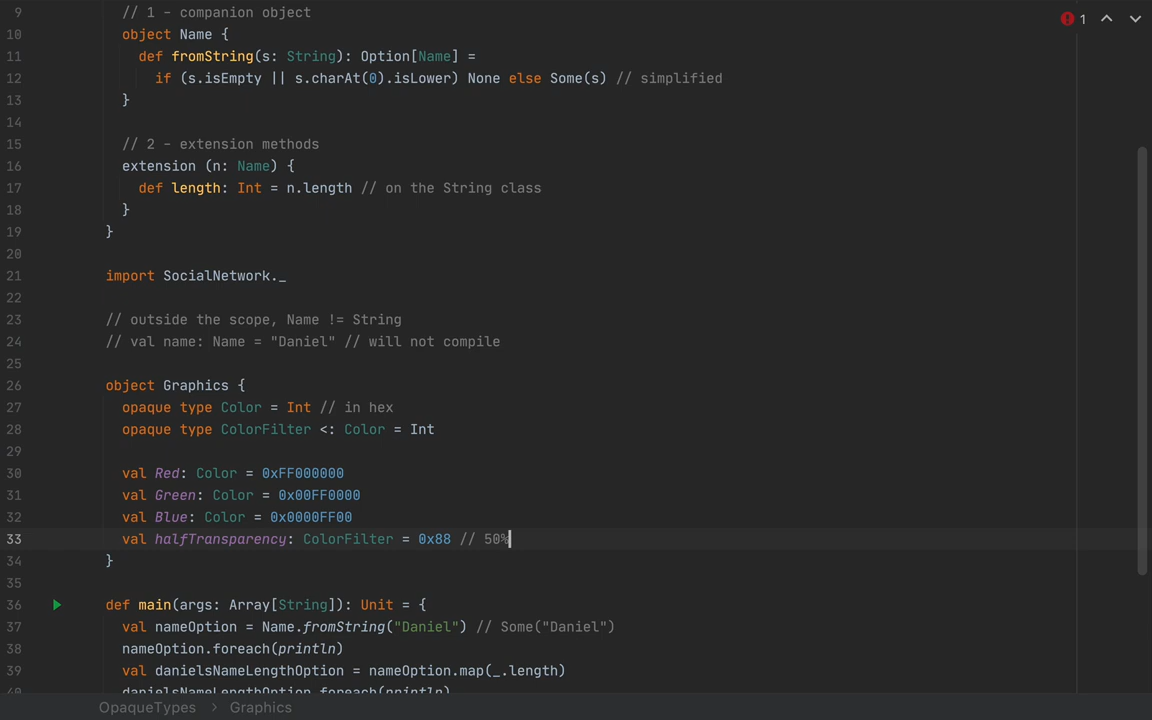 1
9 // 1 - companion object
10 object Name {
11 def fromString(s: String): Option[Name] =
12 if (s.isEmpty || s.charAt(0).isLower) None else Some(s) // simplified
13 }
14
15 // 2 - extension methods
16 extension (n: Name) {
17 def length: Int = n.length // on the String class
18 }
19 }
20
21 import SocialNetwork._
22
23 // outside the scope, Name != String
24 // val name: Name = "Daniel" // will not compile
25
26 object Graphics {
27 opaque type Color = Int // in hex
28 opaque type ColorFilter <: Color = Int
29
30 val Red: Color = 0xFF000000
31 val Green: Color = 0x00FF0000
32 val Blue: Color = 0x0000FF00
33 val halfTransparency: ColorFilter = 0x88 // 50%
34 }
35
36 def main(args: Array[String]): Unit = {
37 val nameOption = Name.fromString("Daniel") // Some("Daniel")
38 nameOption.foreach(println)
39 val danielsNameLengthOption = nameOption.map(_.length)
40 danielsNameLengthOption.foreach(println)
OpaqueTypes > Graphics